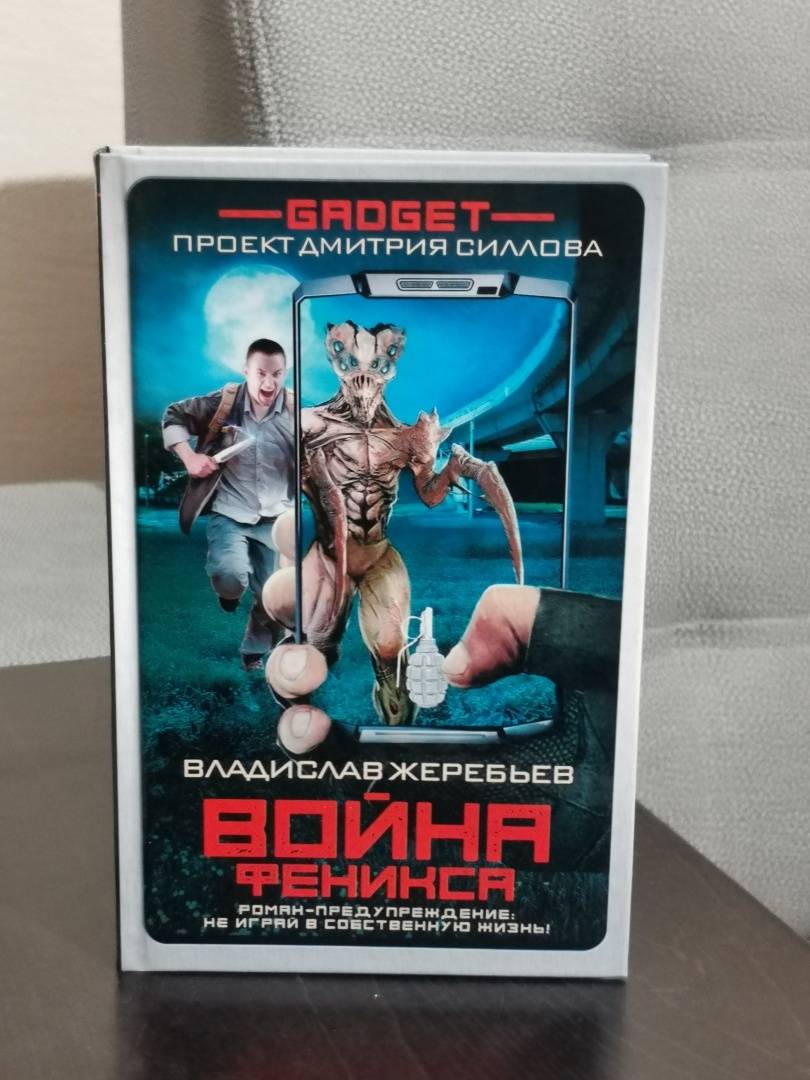 GADGET
ПРОЕКТ ДМИТРИЯ СИЛЛОВА
ВЛАДИСЛАВ ЖЕРЕБЬЕВ
ВОЙНА
ФЕНИКСА
РОМАН-ПРЕДУПРЕЖДЕНИЕ:
НЕ ИГРАЙ В СОБСТВЕННУЮ ЖИЗНЬ!